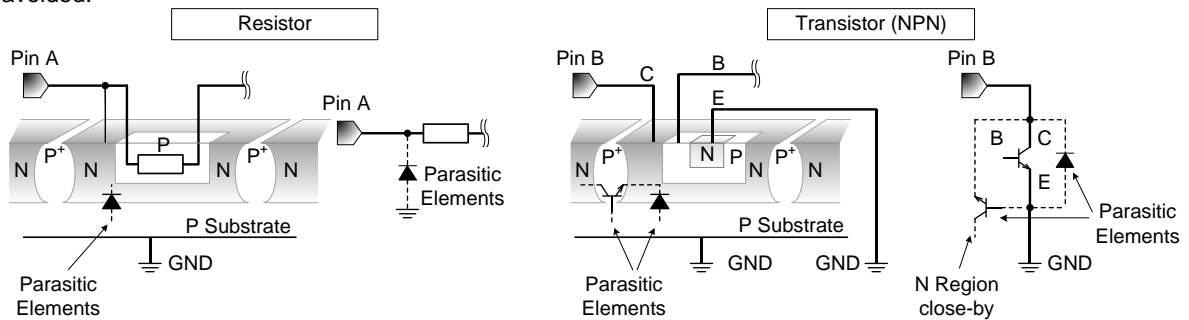 avoided.
Resistor
Transistor (NPN)
Pin A
Pin A
Pin B
C
B
E
Pin B
N
P+
N
P
N
P+
N
Parasitic
Elements
P Substrate
GND
Parasitic
Elements
N
P+
N
N
P
N
P+
N
P Substrate
GND
GND
Parasitic
Elements
B
C
E
Parasitic
Elements
GND
N Region
close-by